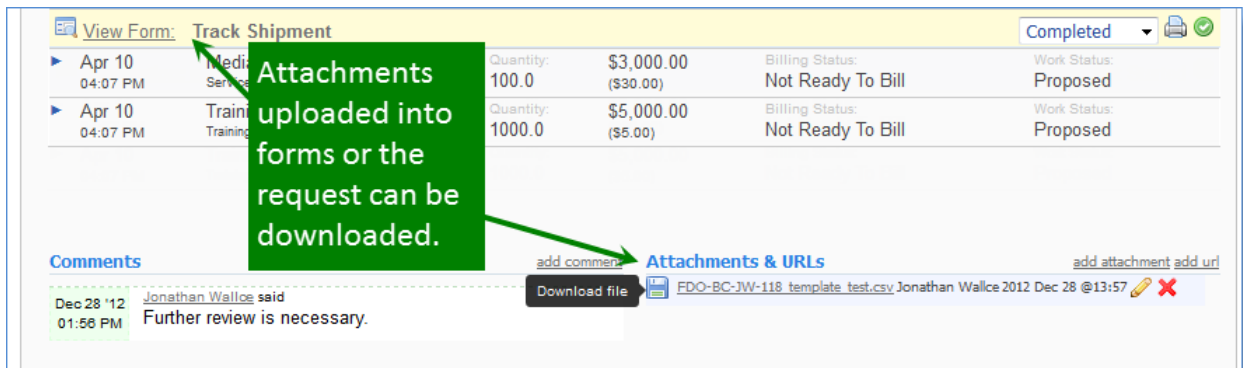 View Form: Track Shipment Completed
Apr 10 Quantity: $3,000.00 Billing Status: Work Status:
04:07 PM 100.0 ($30.00) Not Ready To Bill Proposed
Apr 10 Quantity: $5,000.00 Billing Status: Work Status:
04:07 PM Training 1000.0 ($5.00) Not Ready To Bill Proposed
Attachments
uploaded into
forms or the
request can be
downloaded.
Comments add comment
Dec 28 '12 Jonathan Wallce said
01:56 PM Further review is necessary.
Attachments & URLs add attachment add url
Download file FDO-BC-JW-118_template_test.csv Jonathan Wallce 2012 Dec 28 @13:57